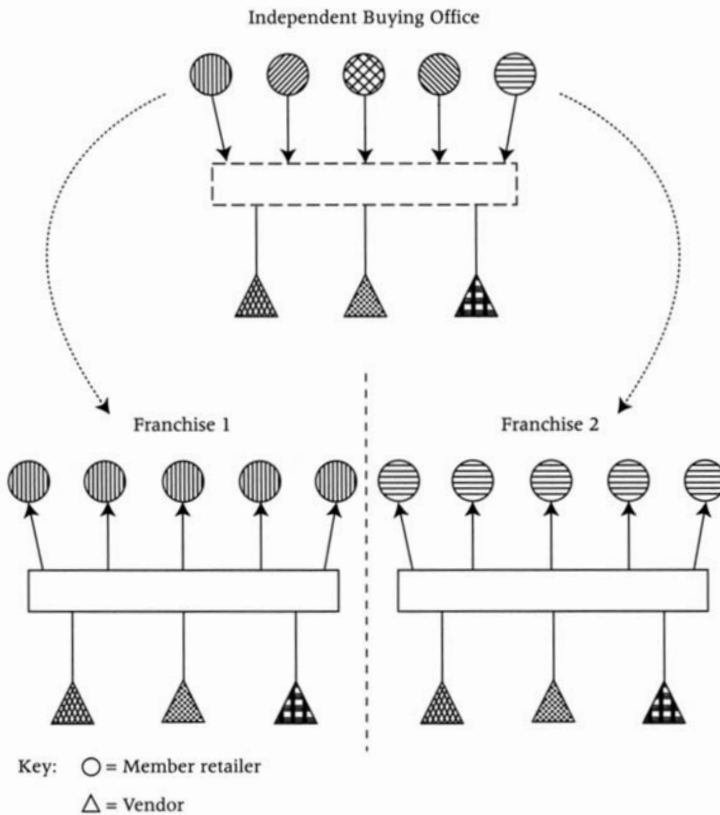 Independent Buying Office
Franchise 1
Franchise 2
Key: = Member retailer
= Vendor